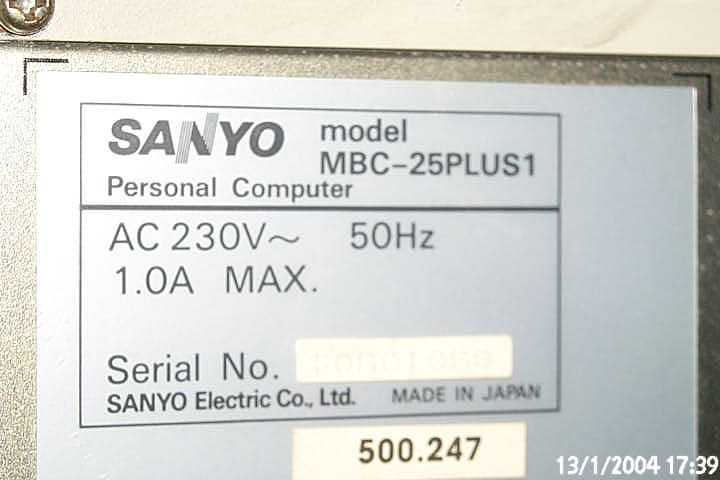 SANYO model
MBC-25PLUS1
Personal Computer
AC 230V~ 50Hz
1.0A MAX.
Serial No.
SANYO Electric Co., Ltd. MADE IN JAPAN
500.247
13/1/2004 17:39